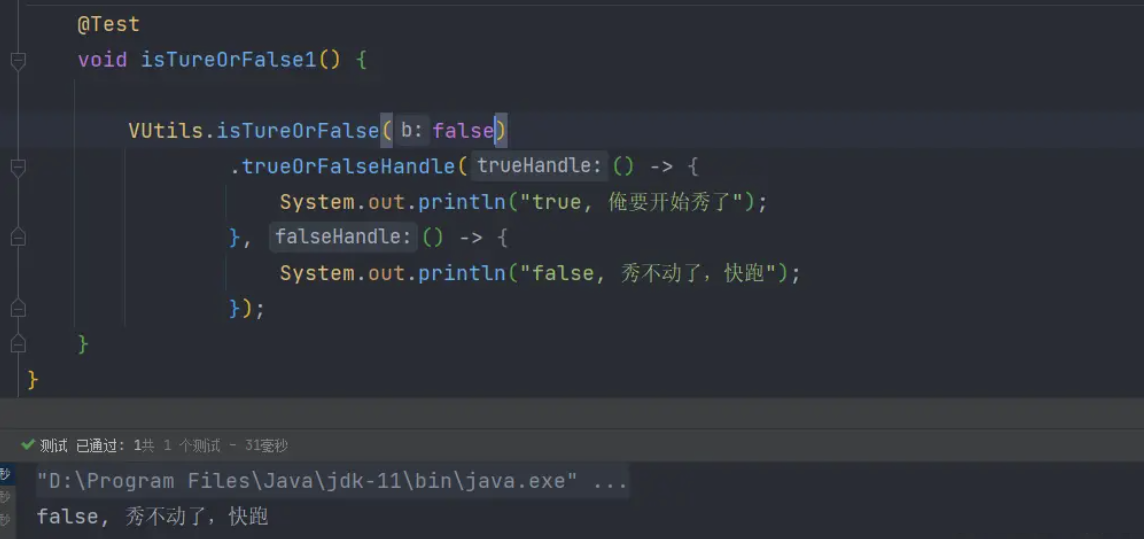 @Test
void isTureOrFalse1() {
VUtils.isTureOrFalse( b: false)
.trueOrFalseHandle( trueHandle: () -> {
System.out.println("true, 俺要开始秀了");
}, falseHandle: () -> {
System.out.println("false, 秀不动了，快跑");
});
}
}
测试 已通过: 1共 1 个测试 – 31毫秒
秒 "D:\Program Files\Java\jdk-11\bin\java.exe" ...
秒
秒 false, 秀不动了，快跑